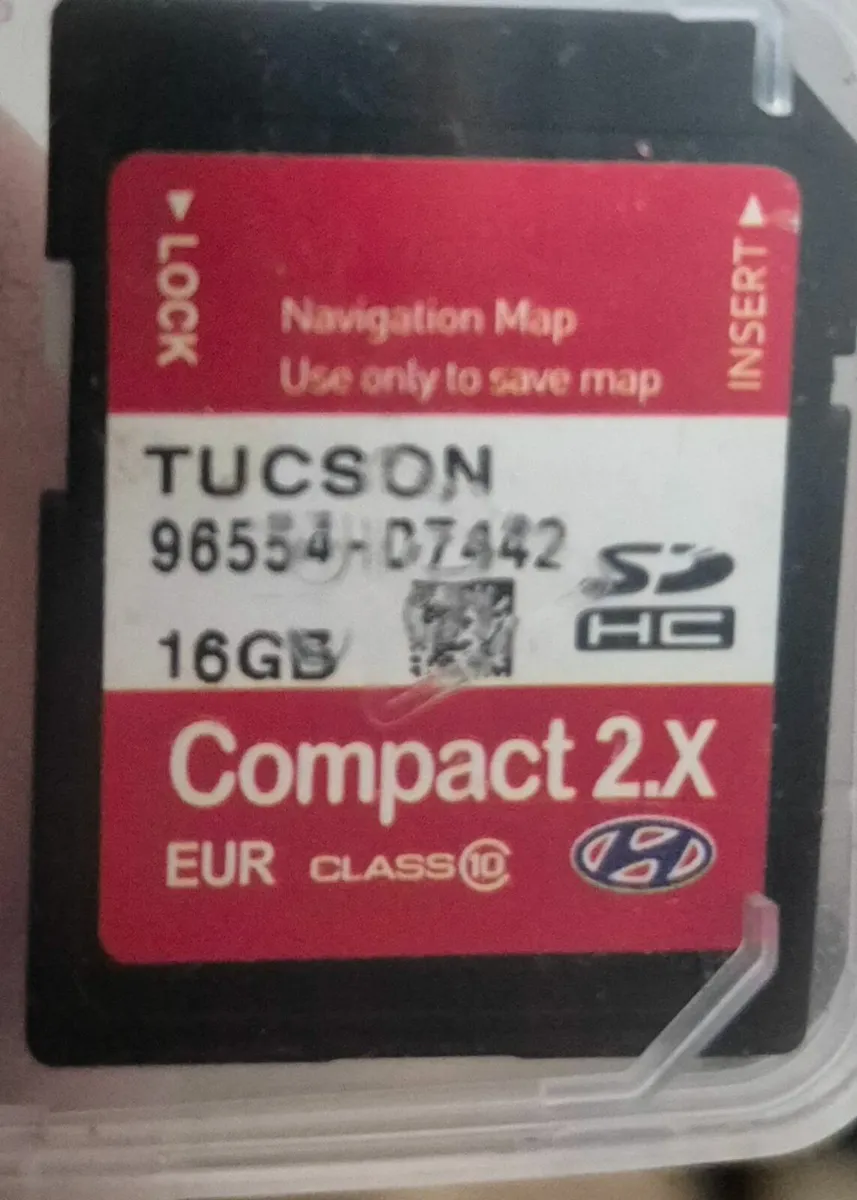 LOCK
INSERT
Navigation Map
Use only to save map
TUCSON
96554-D7442
16GB
SD
HC
Compact 2.X
EUR CLASS 10